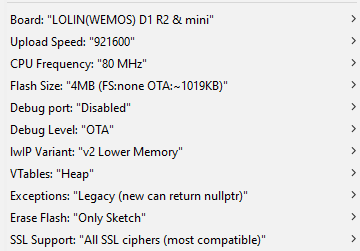 Board: "LOLIN(WEMOS) D1 R2 & mini"
Upload Speed: "921600"
CPU Frequency: "80 MHz"
Flash Size: "4MB (FS:none OTA:~1019KB)"
Debug port: "Disabled"
Debug Level: "OTA"
IwIP Variant: "v2 Lower Memory"
VTables: "Heap"
Exceptions: "Legacy (new can return nullptr)"
Erase Flash: "Only Sketch"
SSL Support: "All SSL ciphers (most compatible)"